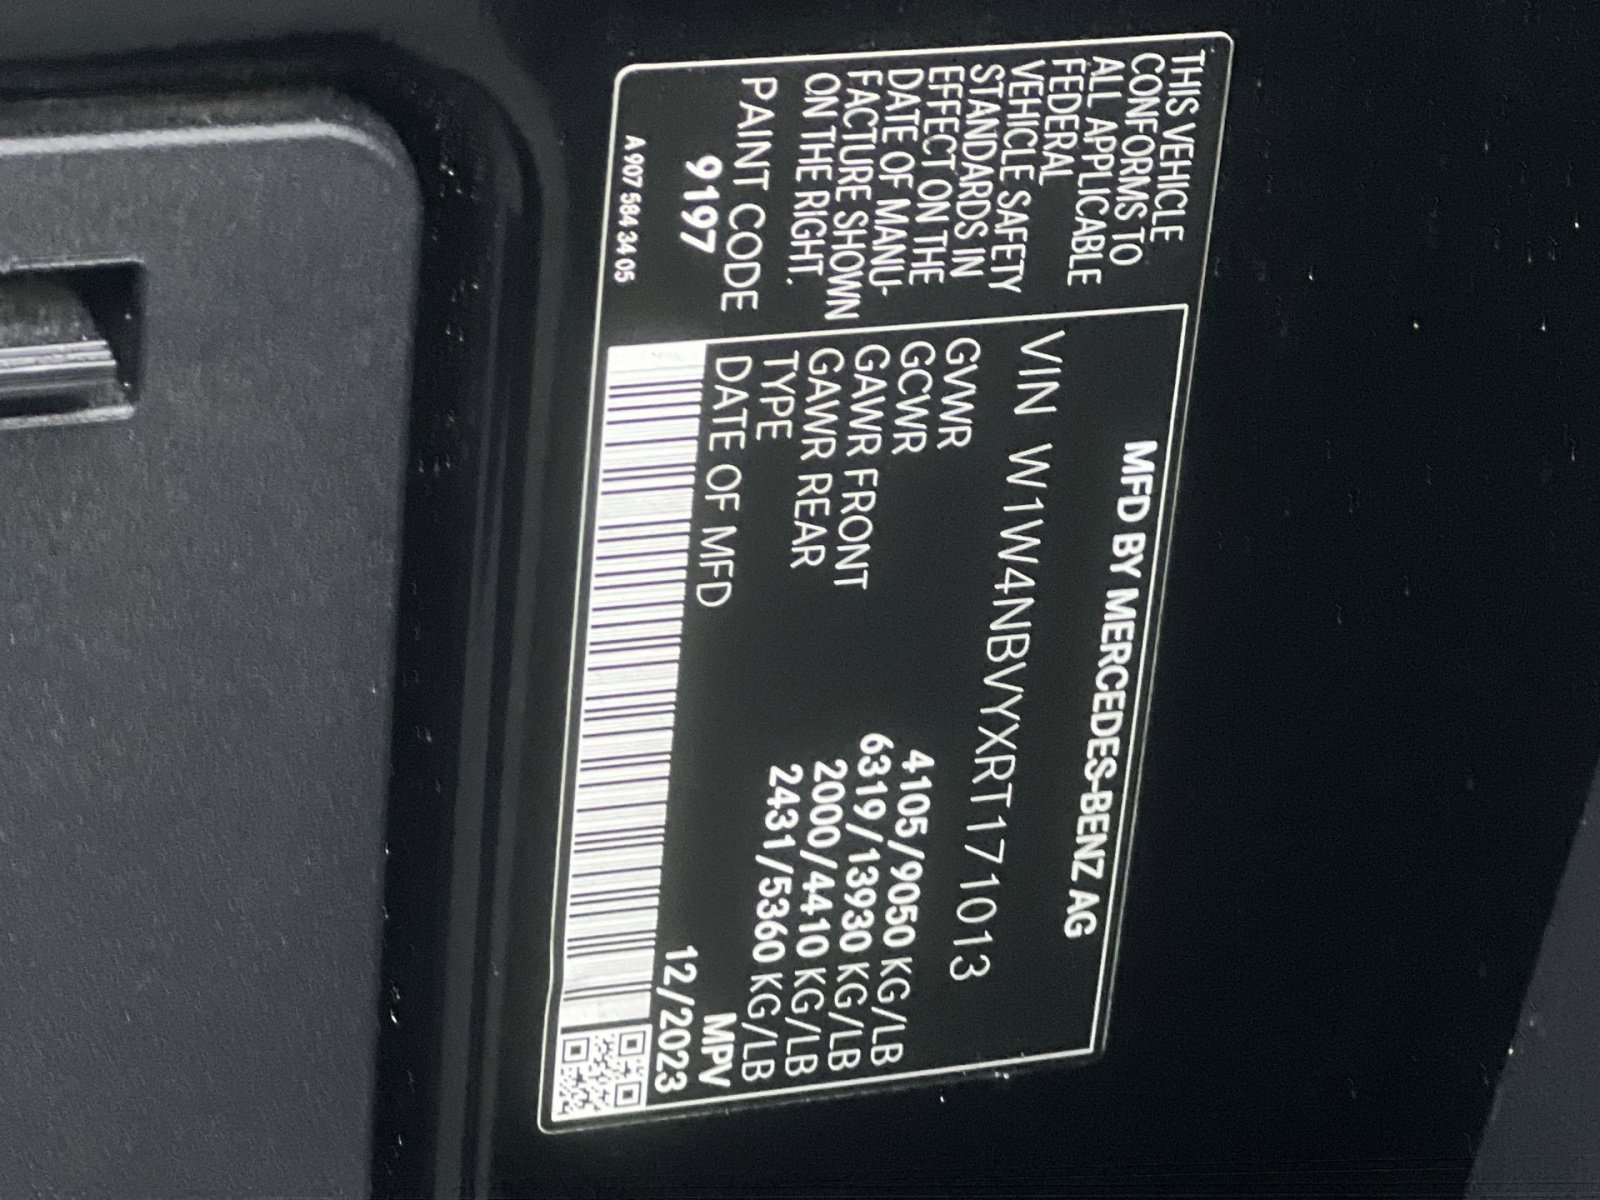 THIS VEHICLE
CONFORMS TO
ALL APPLICABLE
FEDERAL
VEHICLE SAFETY
STANDARDS IN
EFFECT ON THE
DATE OF MANU-
FACTURE SHOWN
ON THE RIGHT.
PAINT CODE
9197
A 907 584 34 05
MFD BY MERCEDES-BENZ AG
VIN W1W4NBVYXRT171013
GVWR 4105/9050 KG/LB
GCWR 6319/13930 KG/LB
GAWR FRONT 2000/4410 KG/LB
GAWR REAR 2431/5360 KG/LB
TYPE MPV
DATE OF MFD 12/2023